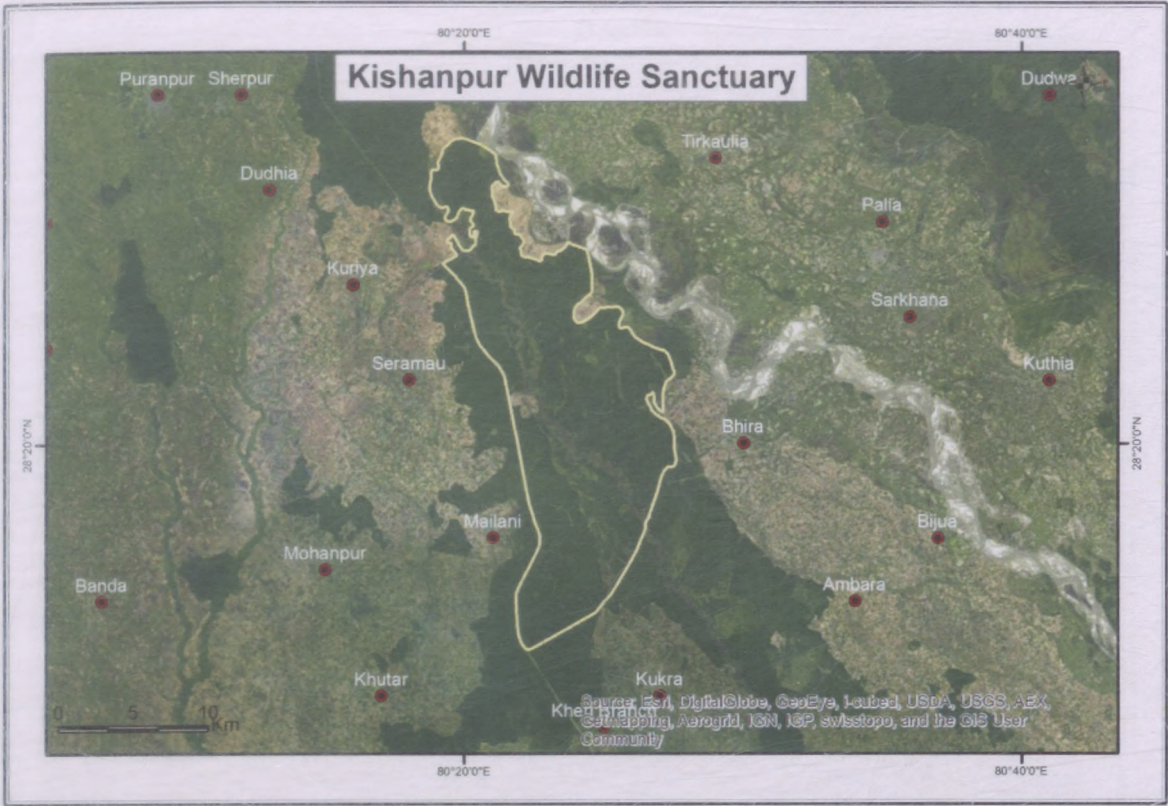 80°20'0"E
80°40'0"E
Kishanpur Wildlife Sanctuary
Puranpur
Sherpur
Dudwa
Tirkaulia
Dudhia
Palia
Kuriya
Sarkhana
Seramau
Kuthia
28°20'0"N
Bhira
28°20'0"N
Mailani
Bijua
Mohanpur
Banda
Ambara
Khutar
Kukra
Kheri Branch
0 5 10
Km
Source: Esri, DigitalGlobe, GeoEye, i-cubed, USDA, USGS, AEX,
Getmapping, Aerogrid, IGN, IGP, swisstopo, and the GIS User
Community
80°20'0"E
80°40'0"E